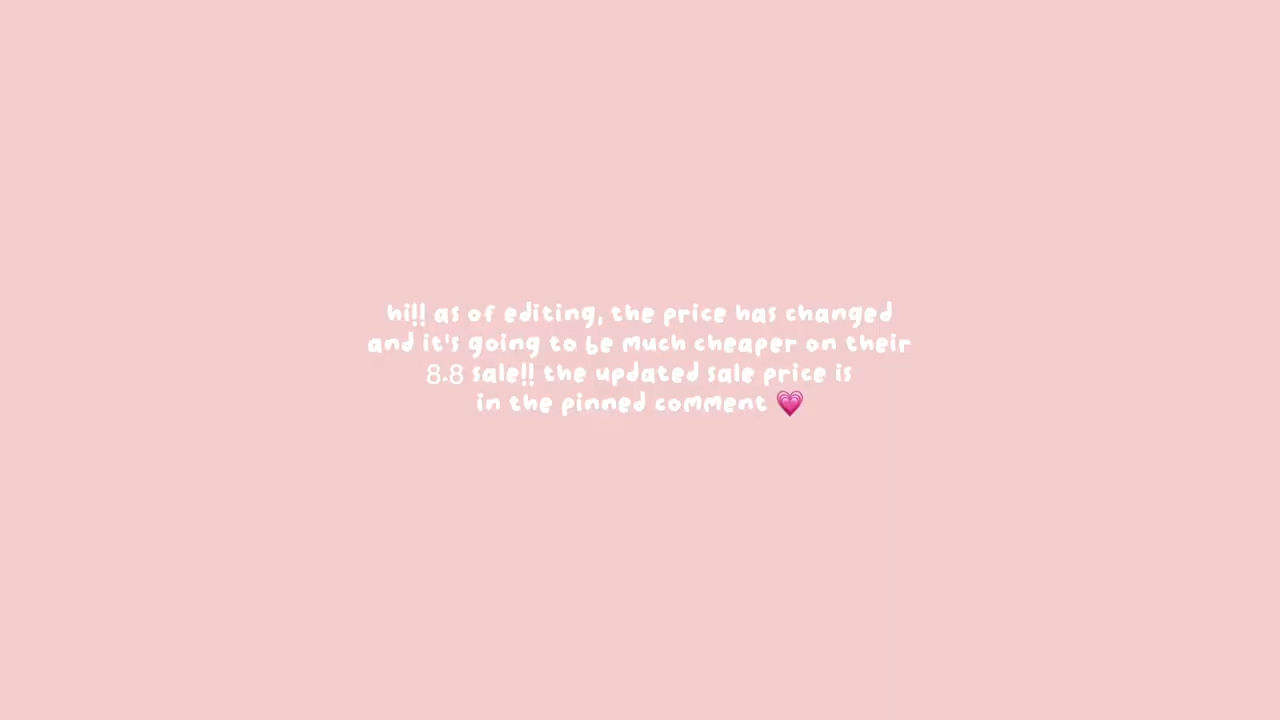 hi!! as of editing, the price has changed
and it's going to be much cheaper on their
8.8 sale!! the updated sale price is
in the pinned comment 💗